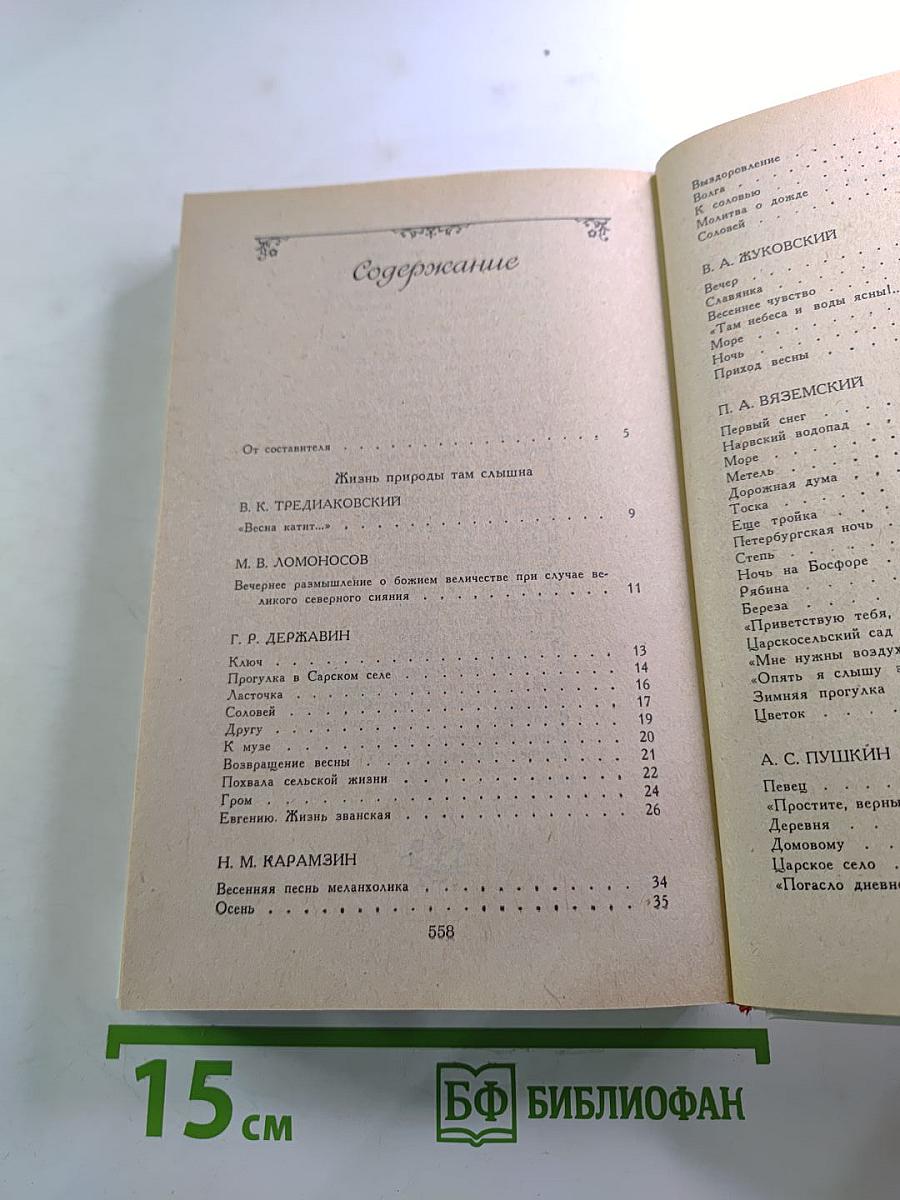 Содержание
От составителя . . . . . . . . . . . . . . . . . 5
Жизнь природы там слышна
В. К. ТРЕДИАКОВСКИЙ
«Весна катит...» . . . . . . . . . . . . . . . . . 9
М. В. ЛОМОНОСОВ
Вечернее размышление о божием величестве при случае ве-
ликого северного сияния . . . . . . . . . . . . 11
Г. Р. ДЕРЖАВИН
Ключ . . . . . . . . . . . . . . . . . . . . 13
Прогулка в Сарском селе . . . . . . . . . . . . . 14
Ласточка . . . . . . . . . . . . . . . . . . . 16
Соловей . . . . . . . . . . . . . . . . . . . 17
Другу . . . . . . . . . . . . . . . . . . . . 19
К музе . . . . . . . . . . . . . . . . . . . 20
Возвращение весны . . . . . . . . . . . . . . . 21
Похвала сельской жизни . . . . . . . . . . . . . 22
Гром . . . . . . . . . . . . . . . . . . . . 24
Евгению. Жизнь званская . . . . . . . . . . . . . 26
Н. М. КАРАМЗИН
Весенняя песнь меланхолика . . . . . . . . . . . 34
Осень . . . . . . . . . . . . . . . . . . . . 35
558
Выздоровление . . . . .
Волга . . . . . . .
К соловью . . . . . .
Молитва о дожде . . . .
Соловей . . . . . .
В. А. ЖУКОВСКИЙ
Вечер . . . . . . .
Славянка . . . . . .
Весеннее чувство . . . .
«Там небеса и воды ясны!..
Море . . . . . . .
Ночь . . . . . . .
Приход весны . . . .
П. А. ВЯЗЕМСКИЙ
Первый снег . . . .
Нарвский водопад . . .
Море . . . . . . .
Метель . . . . . .
Дорожная дума . . .
Тоска . . . . . .
Еще тройка . . . .
Петербургская ночь . .
Степь . . . . . .
Ночь на Босфоре . .
Рябина . . . . .
Береза . . . . .
«Приветствую тебя,
Царскосельский сад
«Мне нужны воздух
«Опять я слышу
Зимняя прогулка
Цветок . . . .
А. С. ПУШКИН
Певец . . . .
«Простите, верны
Деревня . . .
Домовому . .
Царское село .
«Погасло дневн
15 см
БФ БИБЛИОФАН